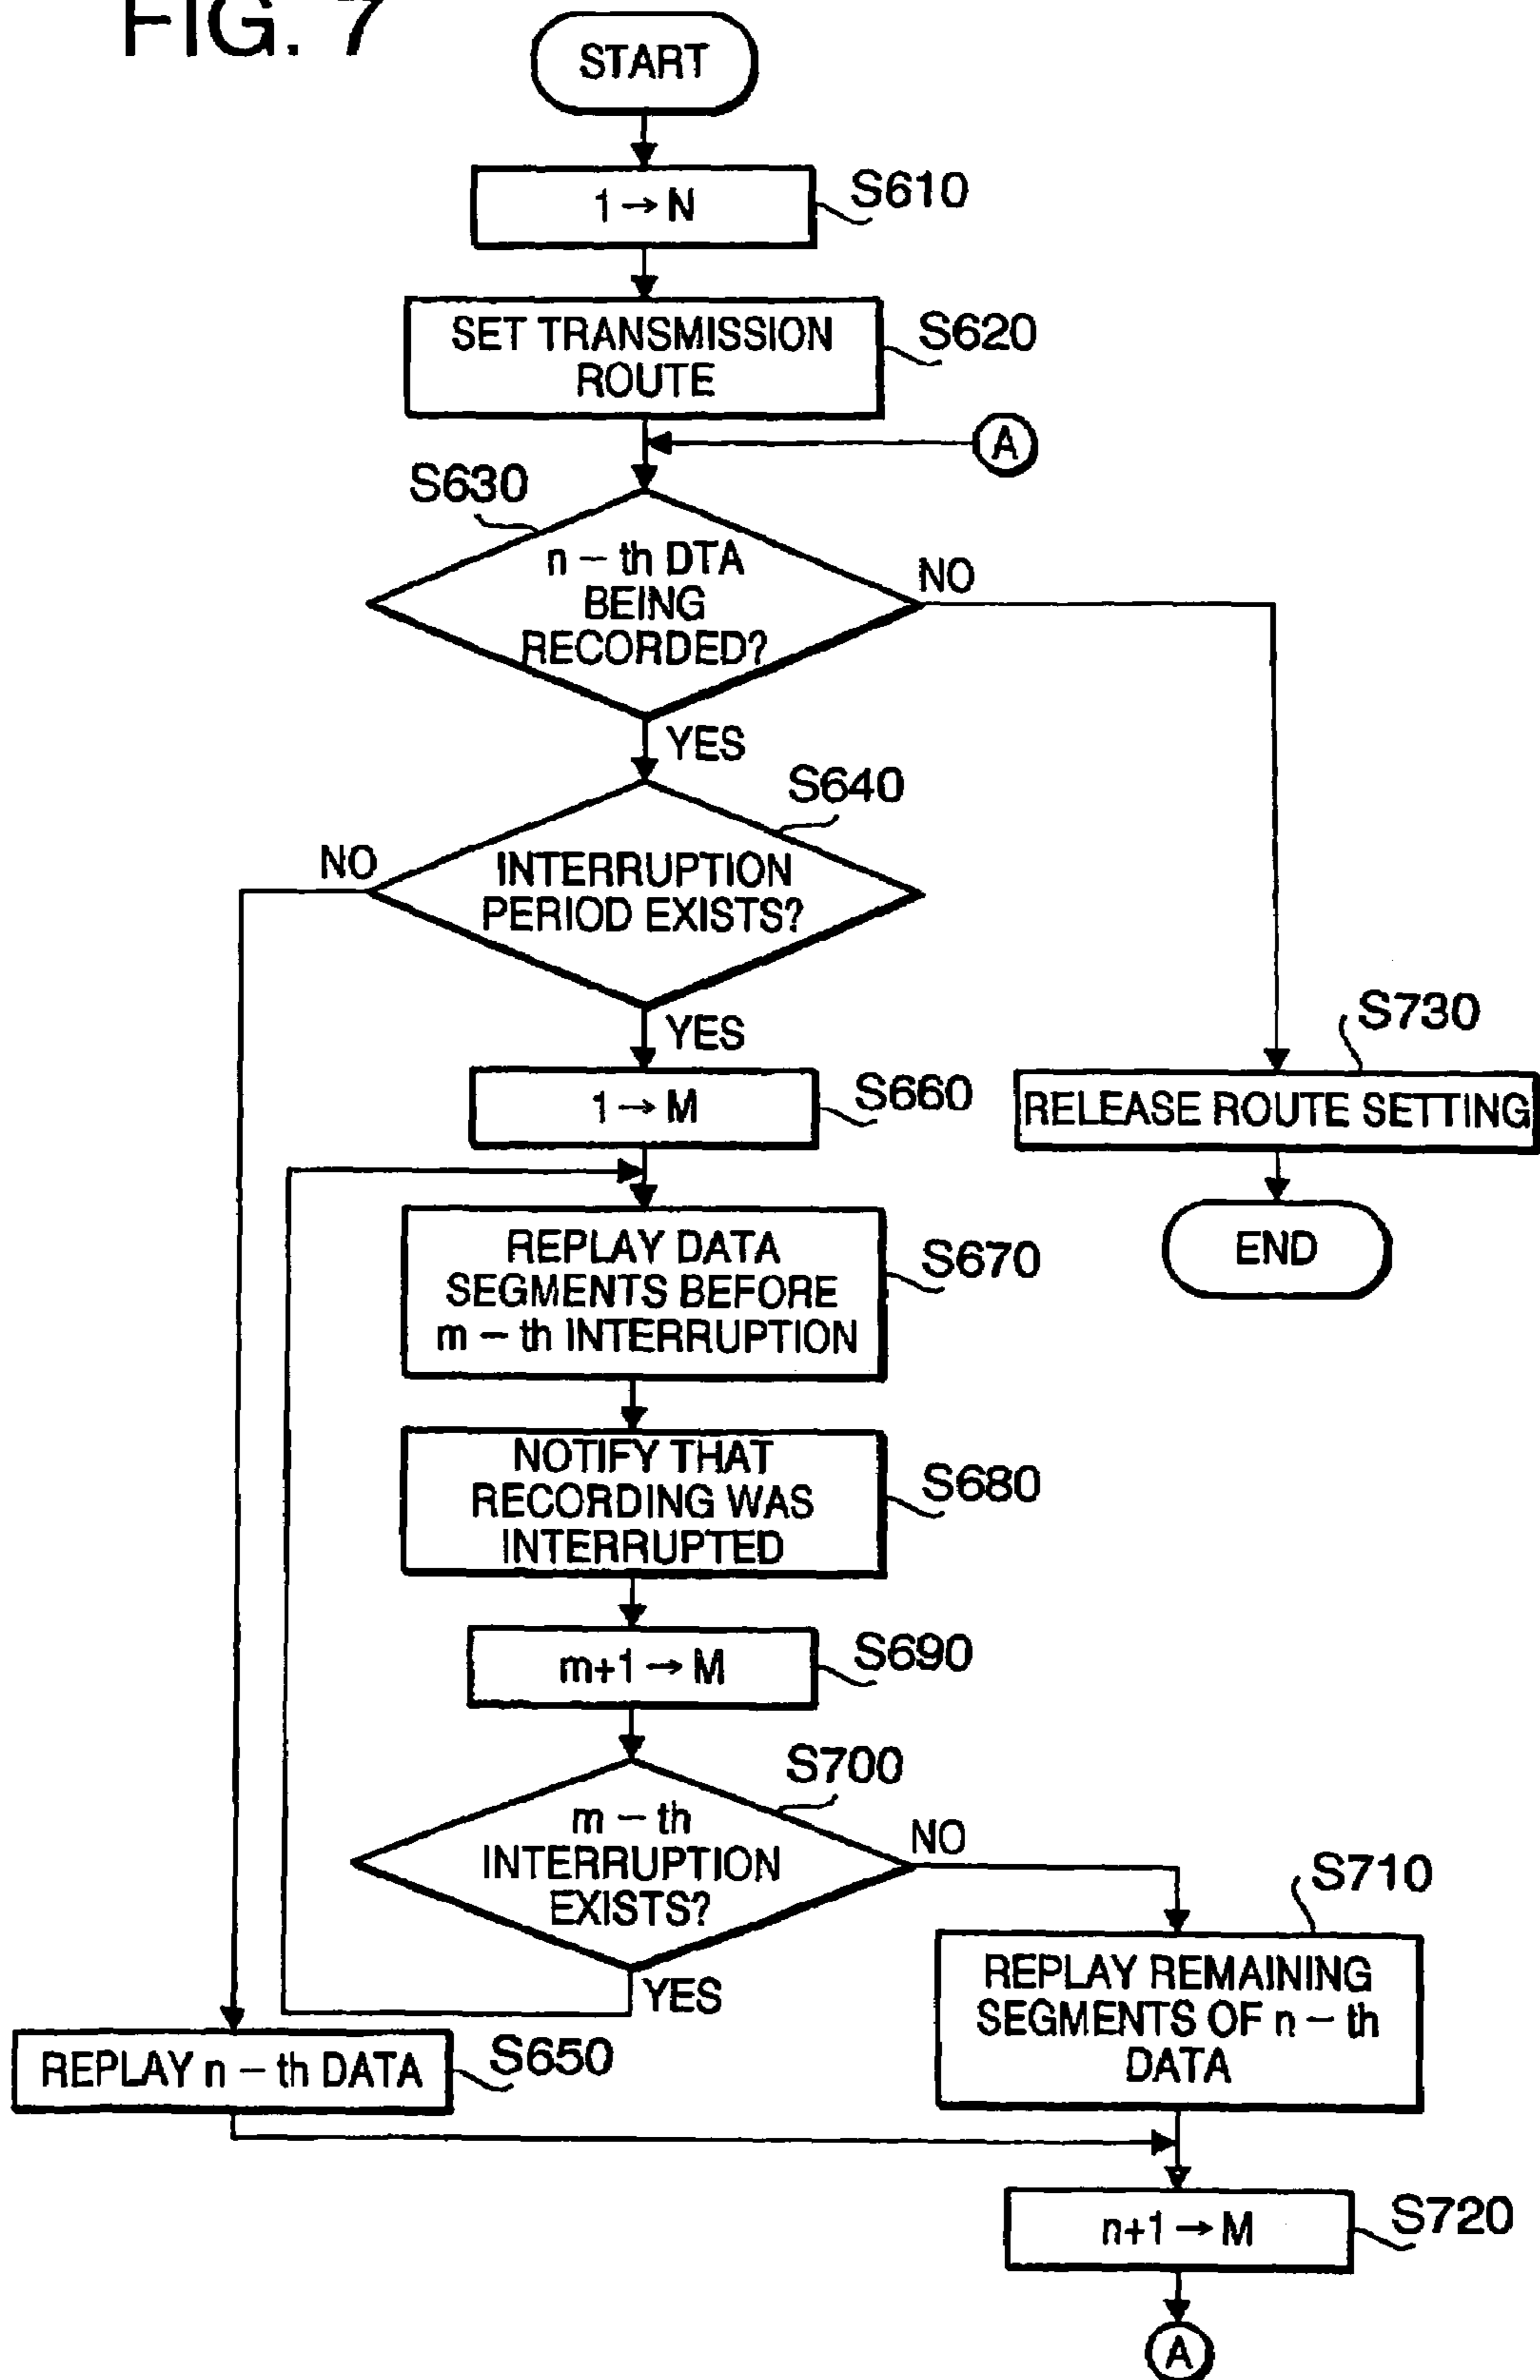 FIG. 7
START
1→N
S610
SET TRANSMISSION
ROUTE
S620
A
S630
n – th DTA
BEING
RECORDED?
NO
YES
S640
NO
INTERRUPTION
PERIOD EXISTS?
YES
S730
1→M
S660
RELEASE ROUTE SETTING
REPLAY DATA
SEGMENTS BEFORE
m – th INTERRUPTION
S670
END
NOTIFY THAT
RECORDING WAS
INTERRUPTED
S680
m+1→M
S690
S700
m – th
INTERRUPTION
EXISTS?
NO
YES
S710
REPLAY REMAINING
SEGMENTS OF n – th
DATA
REPLAY n – th DATA
S650
n+1→M
S720
A